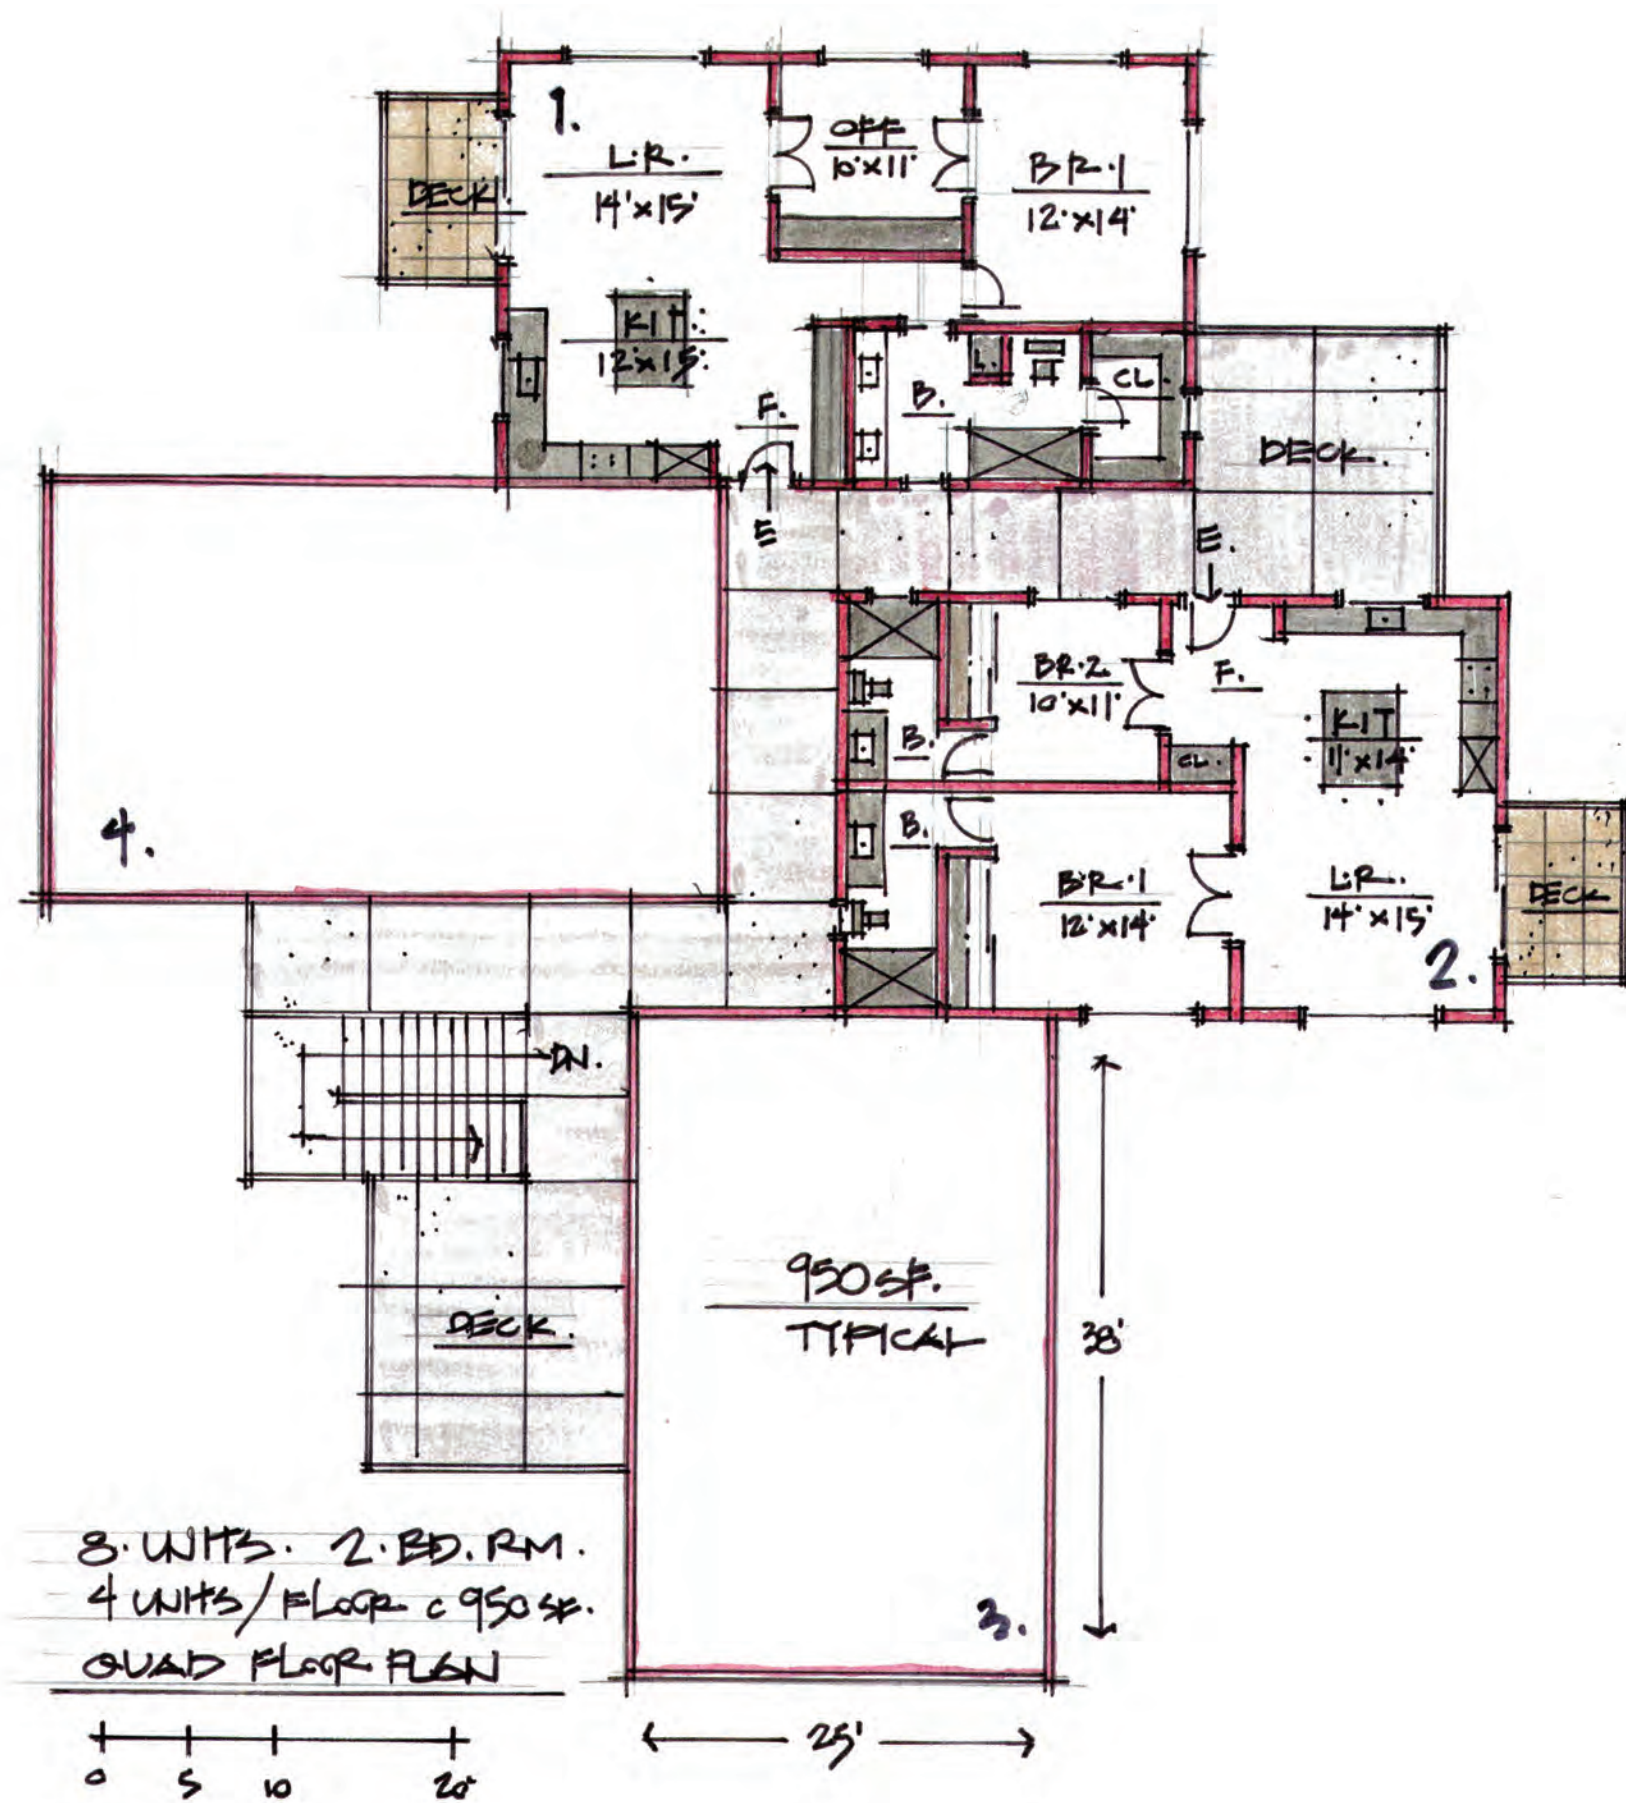 1.
L.R.
14'x15'
OFF
10'x11'
BR.1
12'x14'
DECK
KIT
12'x15'
F.
B.
L.
CL.
DECK.
E
E.
BR.2
10'x11'
F.
KIT
11'x14'
B.
CL.
4.
B.
BR.1
12'x14'
L.R.
14'x15'
DECK
2.
DN.
950 SF.
TYPICAL
38'
DECK.
3.
8. UNITS. 2. BD. RM.
4 UNITS/FLOOR c 950 SF.
QUAD FLOOR PLAN
25'
0 5 10 20'